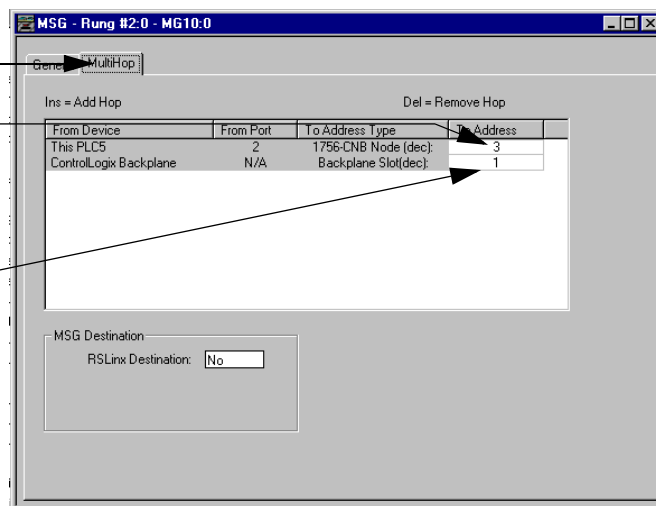 MSG - Rung #2:0 - MG10:0
MultiHop
Ins = Add Hop Del = Remove Hop
From Device From Port To Address Type To Address
This PLC5 2 1756-CNB Node (dec): 3
ControlLogix Backplane N/A Backplane Slot(dec): 1
MSG Destination
RSLinx Destination: No